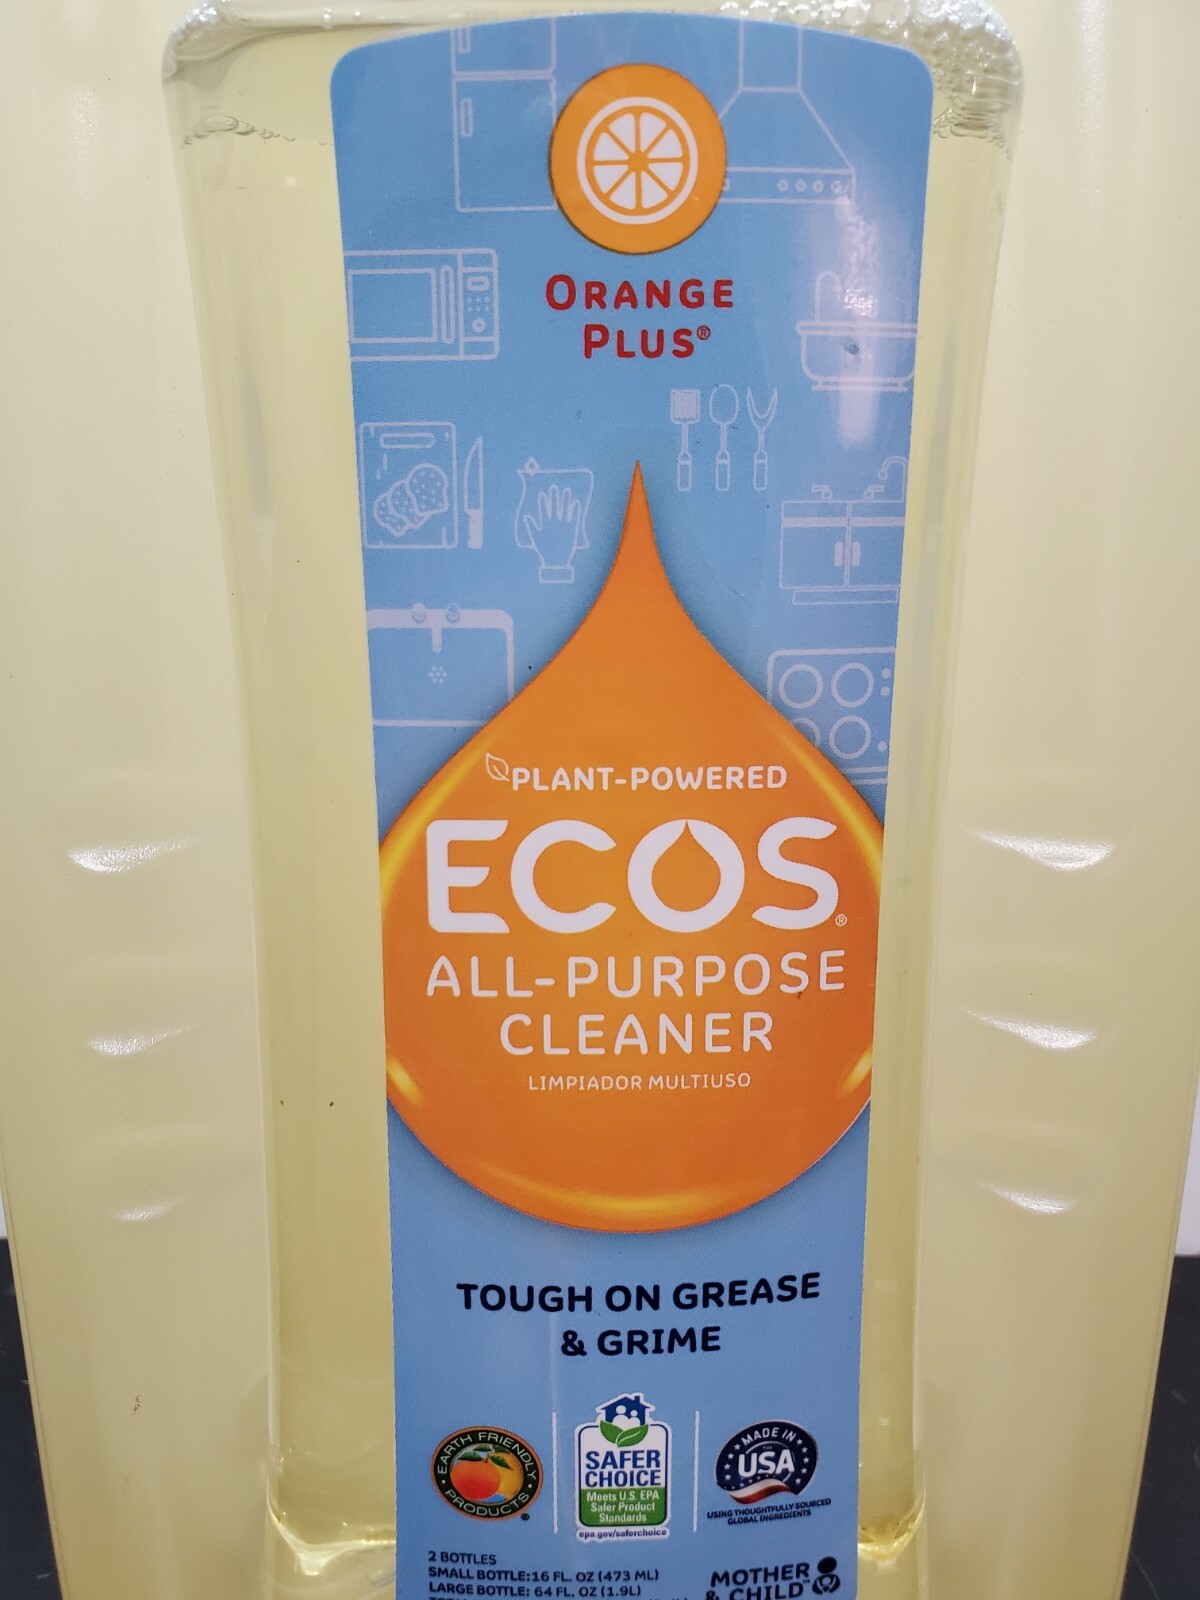 ORANGE
PLUS®
PLANT-POWERED
ECOS®
ALL-PURPOSE
CLEANER
LIMPIADOR MULTIUSO
TOUGH ON GREASE
& GRIME
EARTH FRIENDLY
PRODUCTS®
SAFER
CHOICE
Meets U.S. EPA
Safer Product
Standards
epa.gov/saferchoice
MADE IN
THE
USA
USING THOUGHTFULLY SOURCED
GLOBAL INGREDIENTS
2 BOTTLES
SMALL BOTTLE:16 FL. OZ (473 ML)
LARGE BOTTLE: 64 FL. OZ (1.9L)
MOTHER
& CHILD™